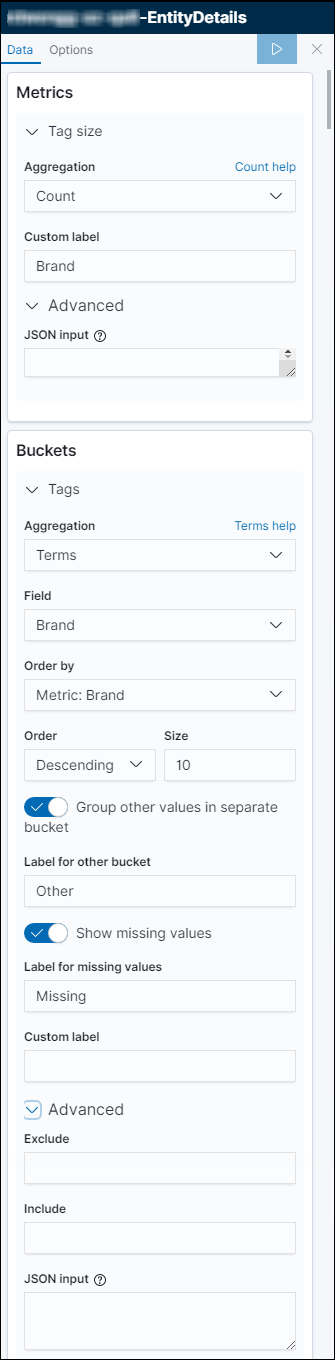 -EntityDetails
Data Options
Metrics
Tag size
Aggregation Count help
Count
Custom label
Brand
Advanced
JSON input
Buckets
Tags
Aggregation Terms help
Terms
Field
Brand
Order by
Metric: Brand
Order Size
Descending 10
Group other values in separate
bucket
Label for other bucket
Other
Show missing values
Label for missing values
Missing
Custom label
Advanced
Exclude
Include
JSON input